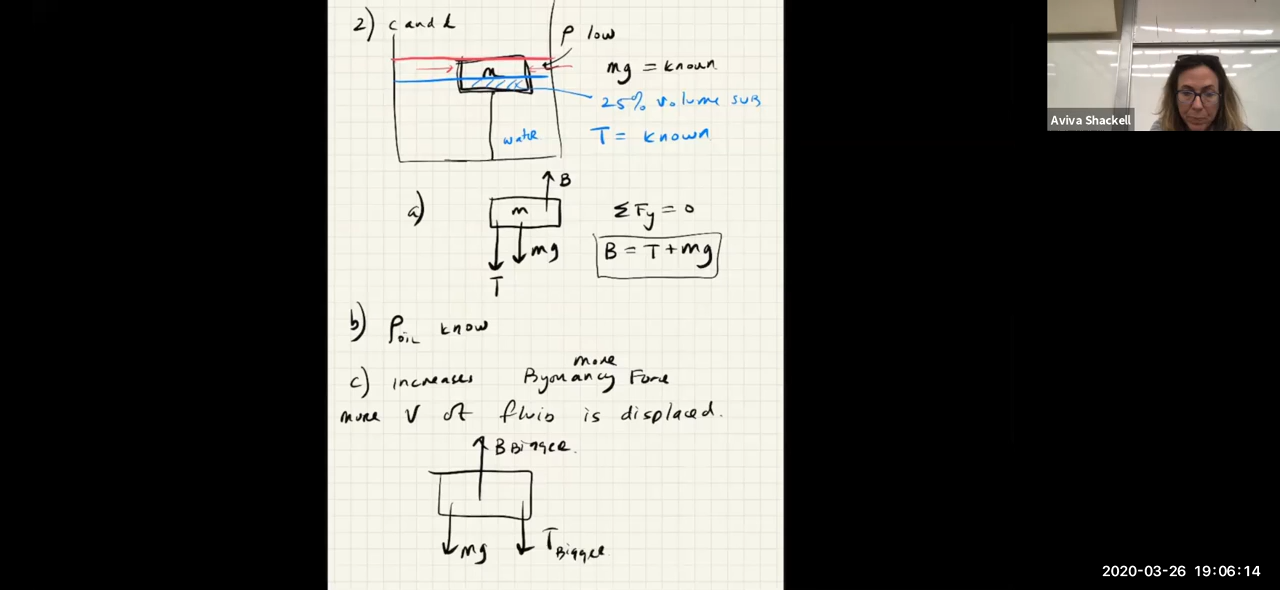 2) c and d
ρ low
m
mg = known
25% volume sub
water
T = known
a)
B
m
mg
T
ΣFy = 0
B = T + mg
b) ρOIL know
more
c) increases Byouancy Force
more V of fluid is displaced.
B Bigger.
mg
T Bigger.
Aviva Shackell
2020-03-26 19:06:14